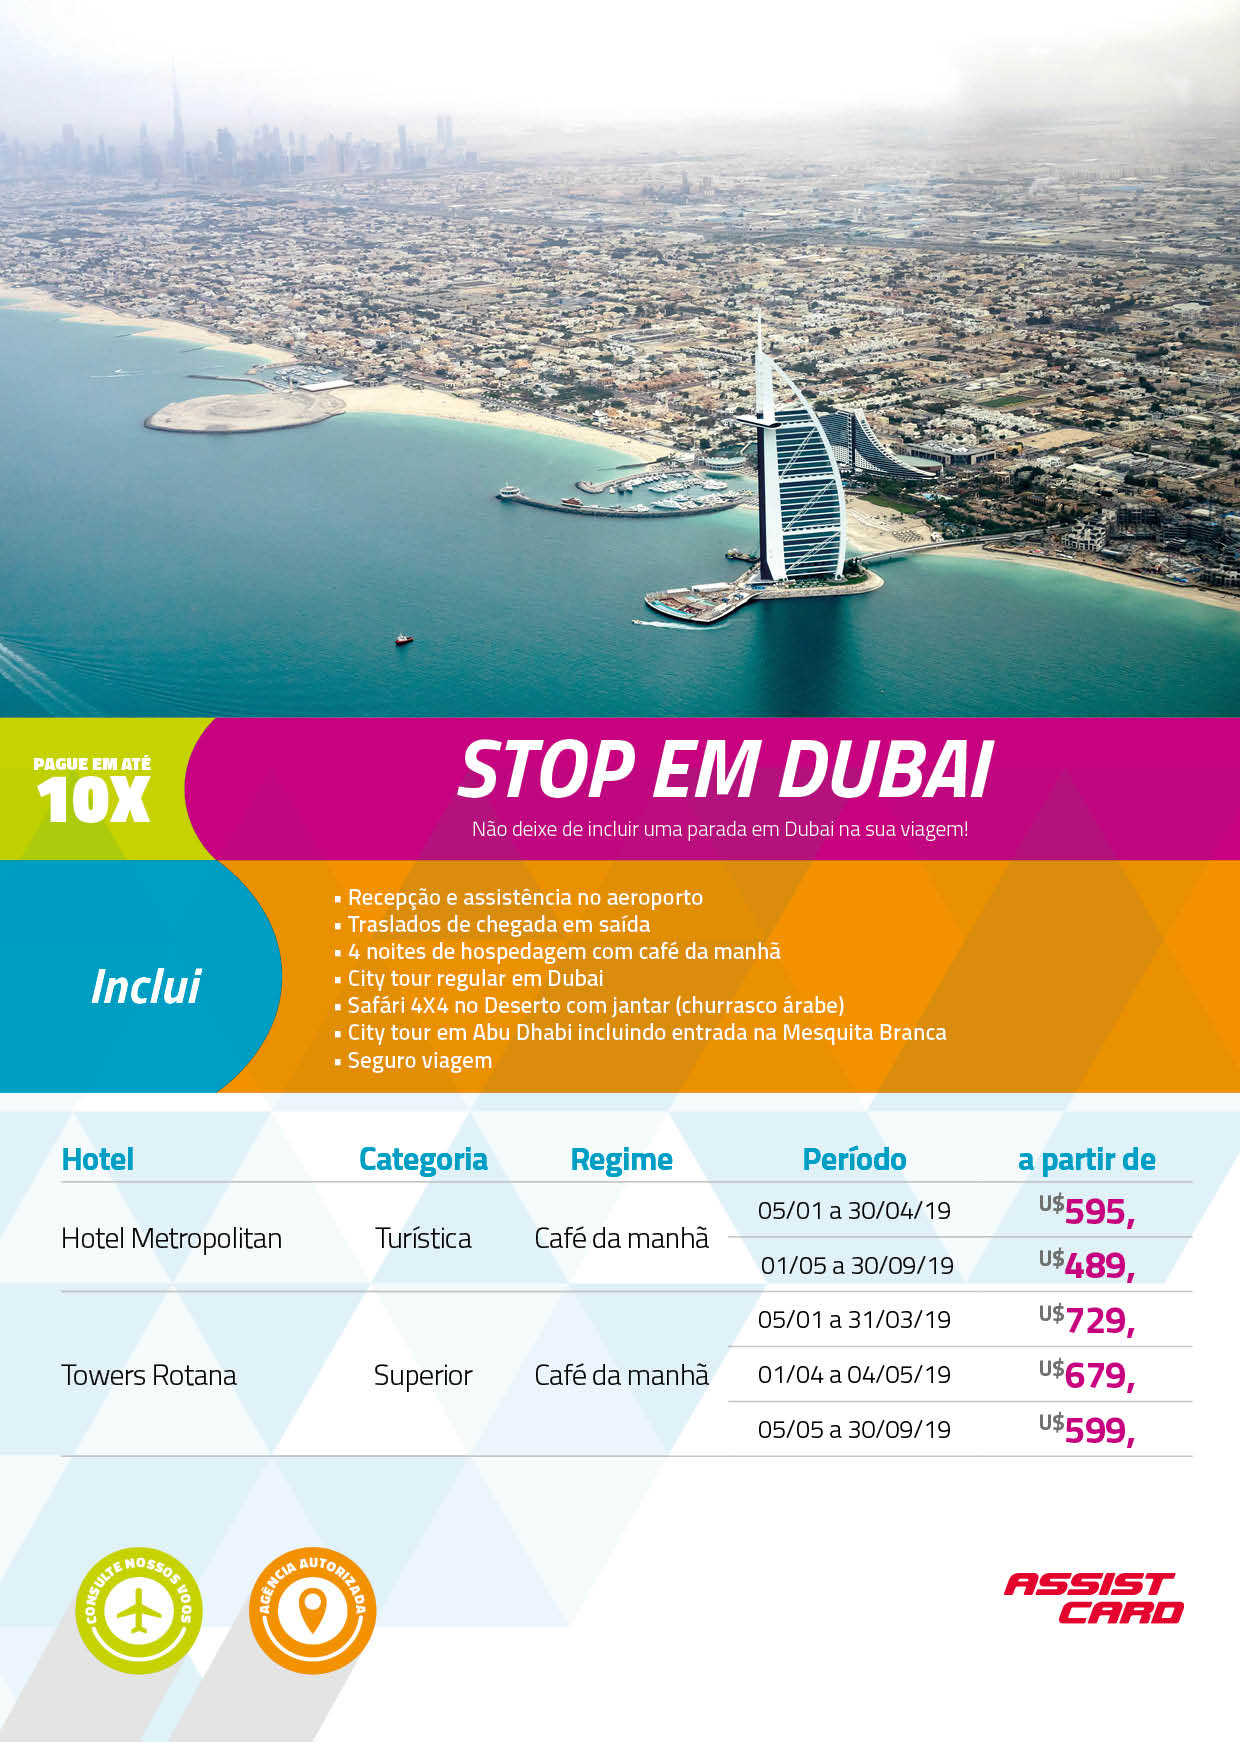 PAGUE EM ATÉ
10X
STOP EM DUBAI
Não deixe de incluir uma parada em Dubai na sua viagem!
Inclui
▪ Recepção e assistência no aeroporto
▪ Traslados de chegada em saída
▪ 4 noites de hospedagem com café da manhã
▪ City tour regular em Dubai
▪ Safári 4X4 no Deserto com jantar (churrasco árabe)
▪ City tour em Abu Dhabi incluindo entrada na Mesquita Branca
▪ Seguro viagem
Hotel Categoria Regime Período a partir de
Hotel Metropolitan Turística Café da manhã
05/01 a 30/04/19 U$595,
01/05 a 30/09/19 U$489,
Towers Rotana Superior Café da manhã
05/01 a 31/03/19 U$729,
01/04 a 04/05/19 U$679,
05/05 a 30/09/19 U$599,
CONSULTE NOSSOS VOOS
AGÊNCIA AUTORIZADA
ASSIST
CARD